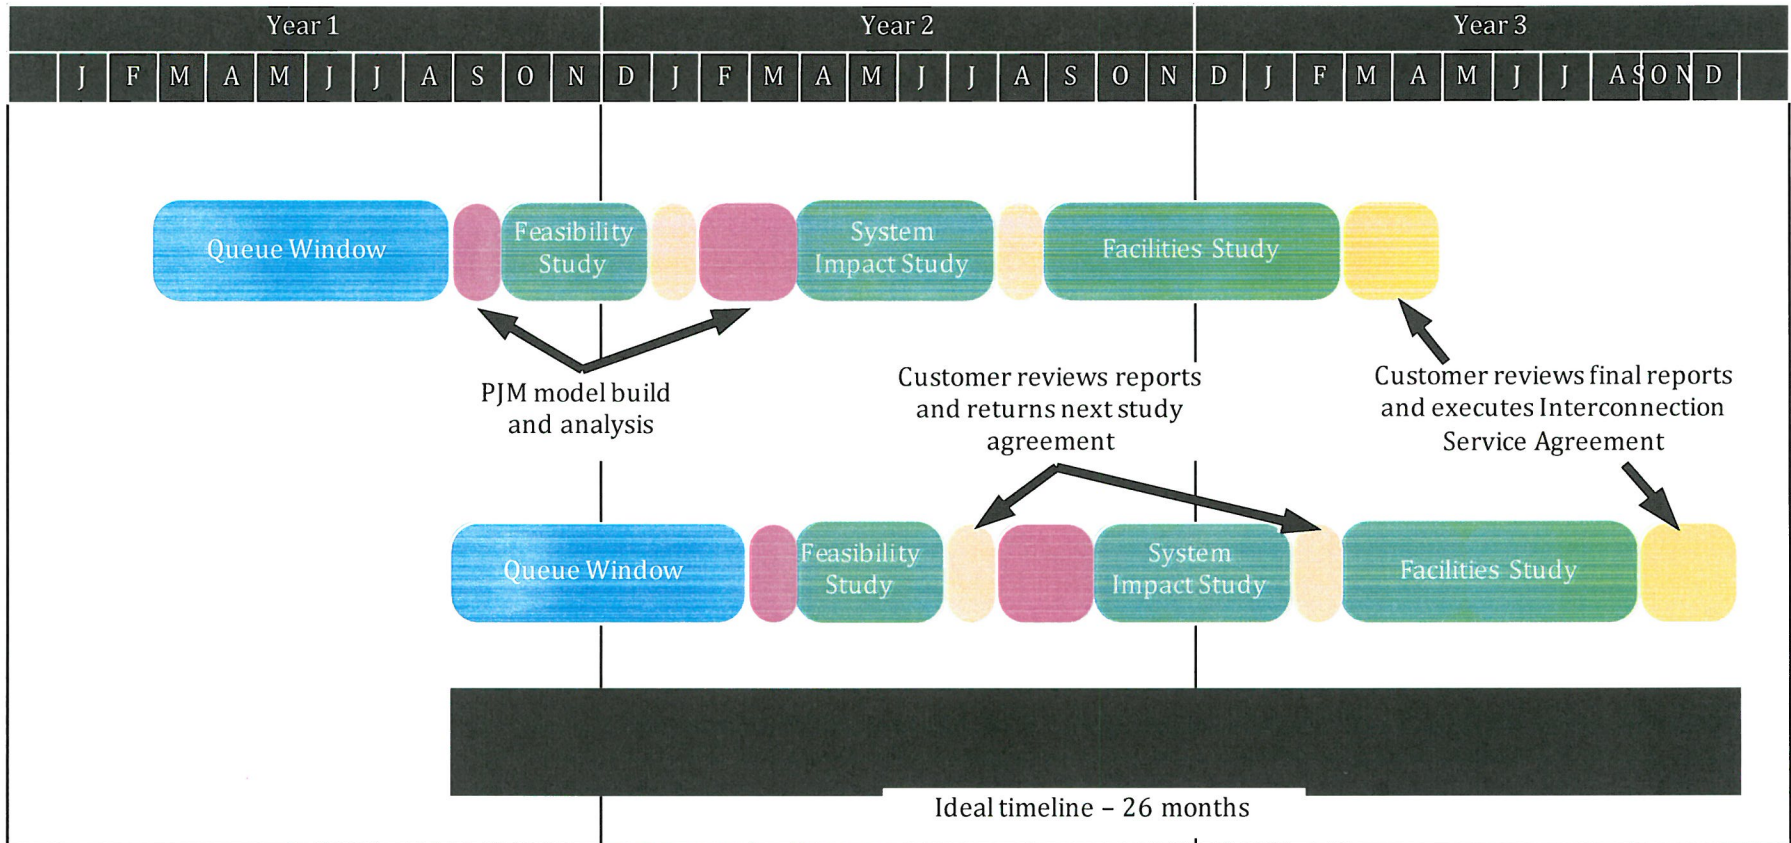 Year 1 Year 2 Year 3
J F M A M J J A S O N D J F M A M J J A S O N D J F M A M J J A S O N D
Queue Window
Feasibility
Study
System
Impact Study
Facilities Study
PJM model build
and analysis
Customer reviews reports
and returns next study
agreement
Customer reviews final reports
and executes Interconnection
Service Agreement
Queue Window
Feasibility
Study
System
Impact Study
Facilities Study
Ideal timeline – 26 months